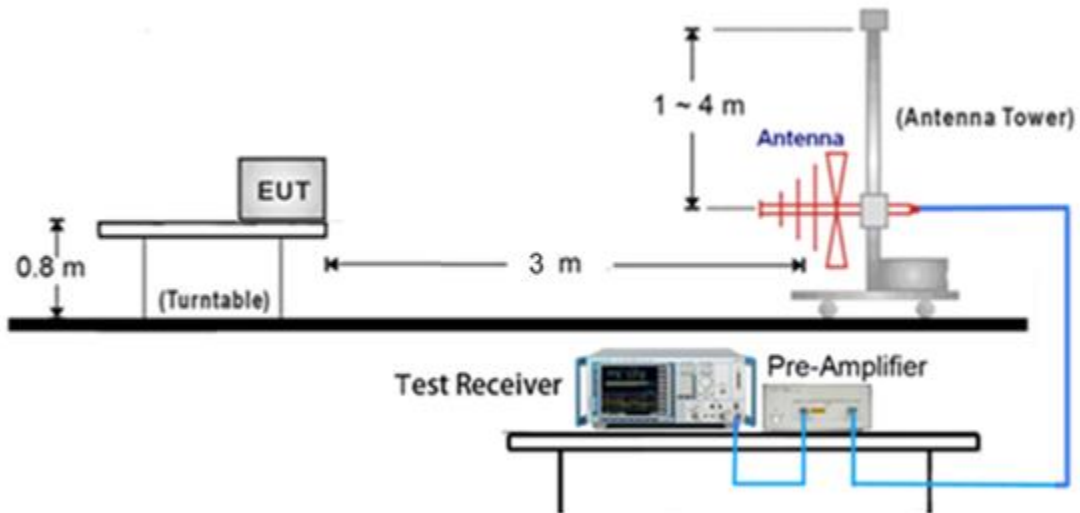 1 ~ 4 m
(Antenna Tower)
Antenna
EUT
0.8 m
3 m
(Turntable)
Test Receiver
Pre-Amplifier